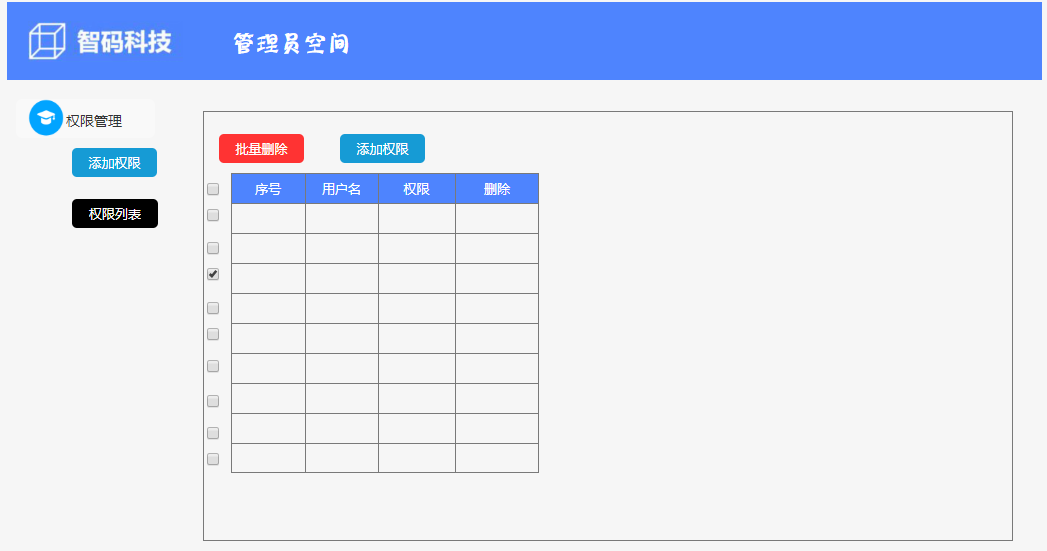 智码科技 管理员空间
权限管理
添加权限
权限列表
批量删除 添加权限
序号 用户名 权限 删除